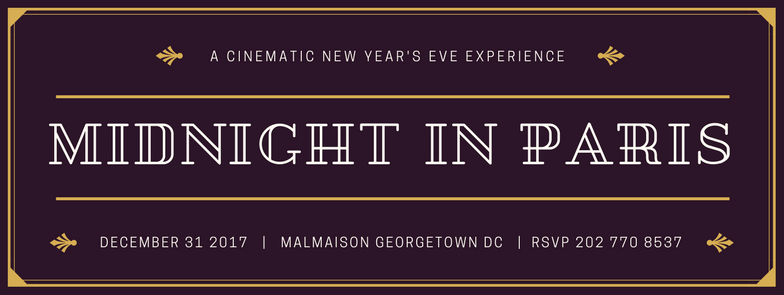 A CINEMATIC NEW YEAR'S EVE EXPERIENCE
MIDNIGHT IN PARIS
DECEMBER 31 2017 | MALMAISON GEORGETOWN DC | RSVP 202 770 8537